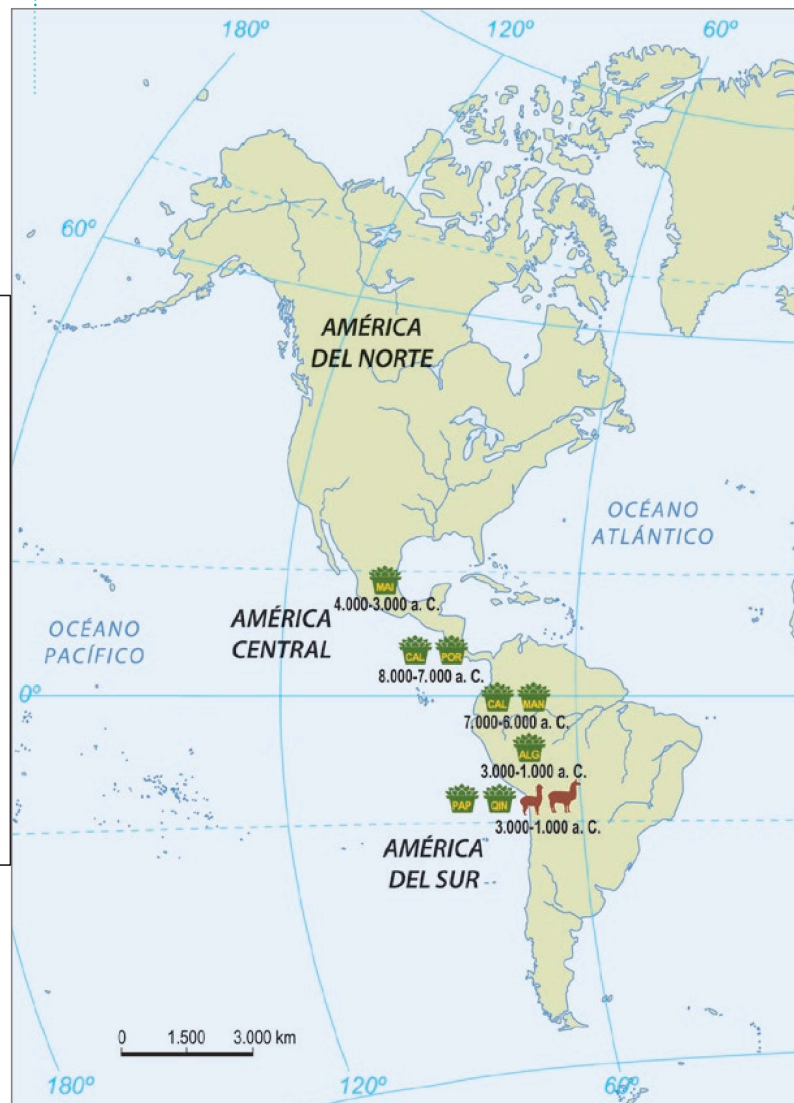 180º
120º
60º
60º
AMÉRICA
DEL NORTE
OCÉANO
ATLÁNTICO
MAI
4.000-3.000 a. C.
AMÉRICA
CENTRAL
OCÉANO
PACÍFICO
CAL POR
8.000-7.000 a. C.
0º
CAL MAN
7.000-6.000 a. C.
ALG
3.000-1.000 a. C.
PAP QIN
3.000-1.000 a. C.
AMÉRICA
DEL SUR
0 1.500 3.000 km
180º
120º
60º